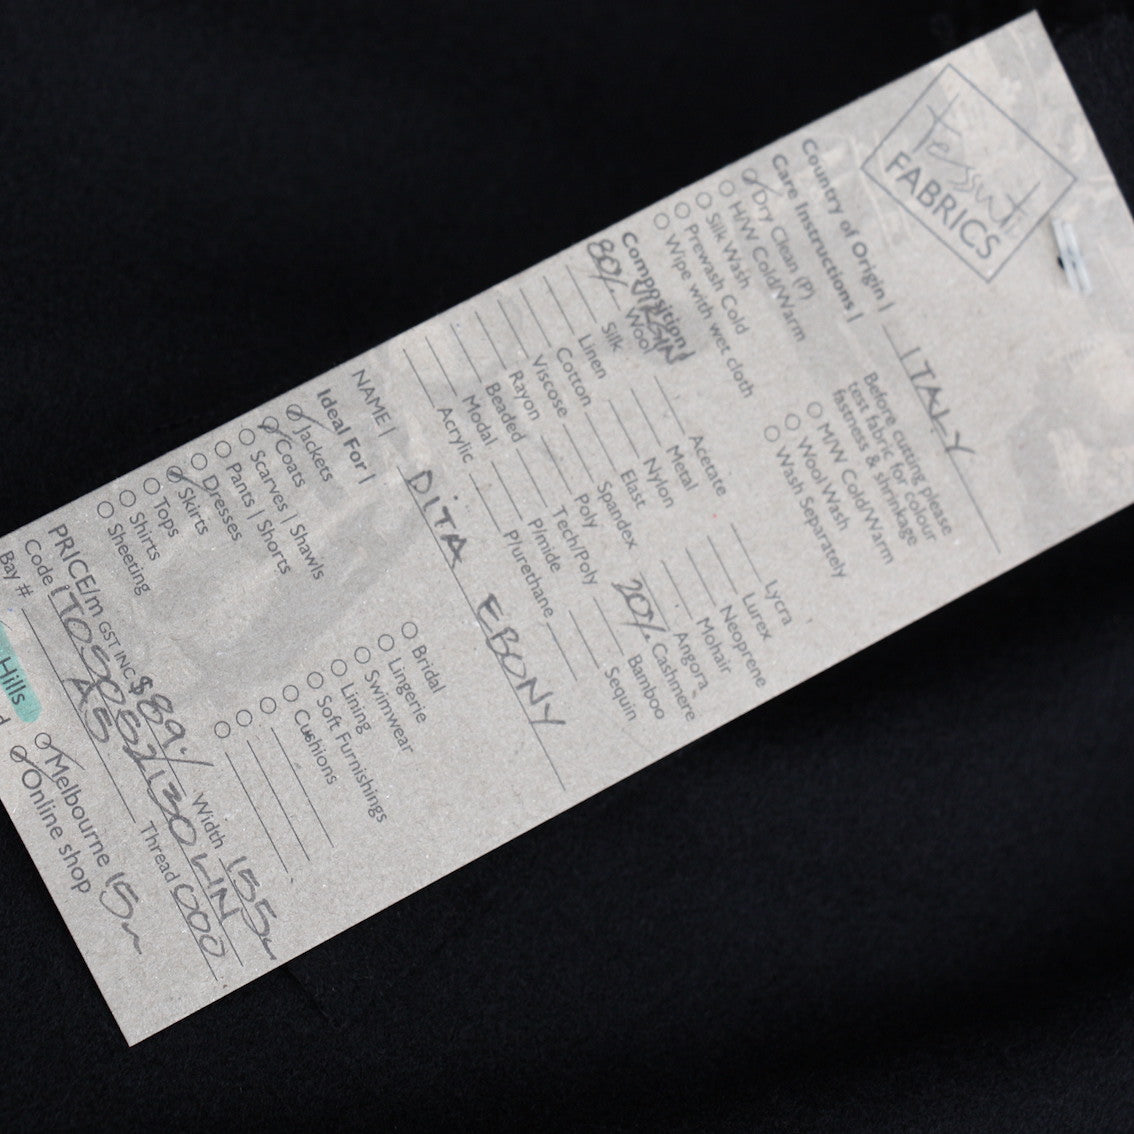 tessuti
FABRICS
Country of Origin | ITALY
Care Instructions |
Before cutting please
test fabric for colour
fastness & shrinkage
Dry Clean (P)
H/W Cold/Warm
Silk Wash
Prewash Cold
Wipe with wet cloth
M/W Cold/Warm
Wool Wash
Wash Separately
Composition |
80% VIRGIN Wool
Silk
Linen
Cotton
Viscose
Rayon
Beaded
Modal
Acrylic
Acetate
Metal
Nylon
Elast
Spandex
Poly
Tech/Poly
P/mide
P/urethane
Lycra
Lurex
Neoprene
Mohair
Angora
20% Cashmere
Bamboo
Sequin
NAME | DITA EBONY
Ideal For |
Jackets
Coats
Scarves | Shawls
Pants | Shorts
Dresses
Skirts
Tops
Shirts
Sheeting
Bridal
Lingerie
Swimwear
Lining
Soft Furnishings
Cushions
PRICE/m GST INC $89./ Width 155
Code
Bay # A5 Thread 000
Hills
Melbourne 15m
Online shop